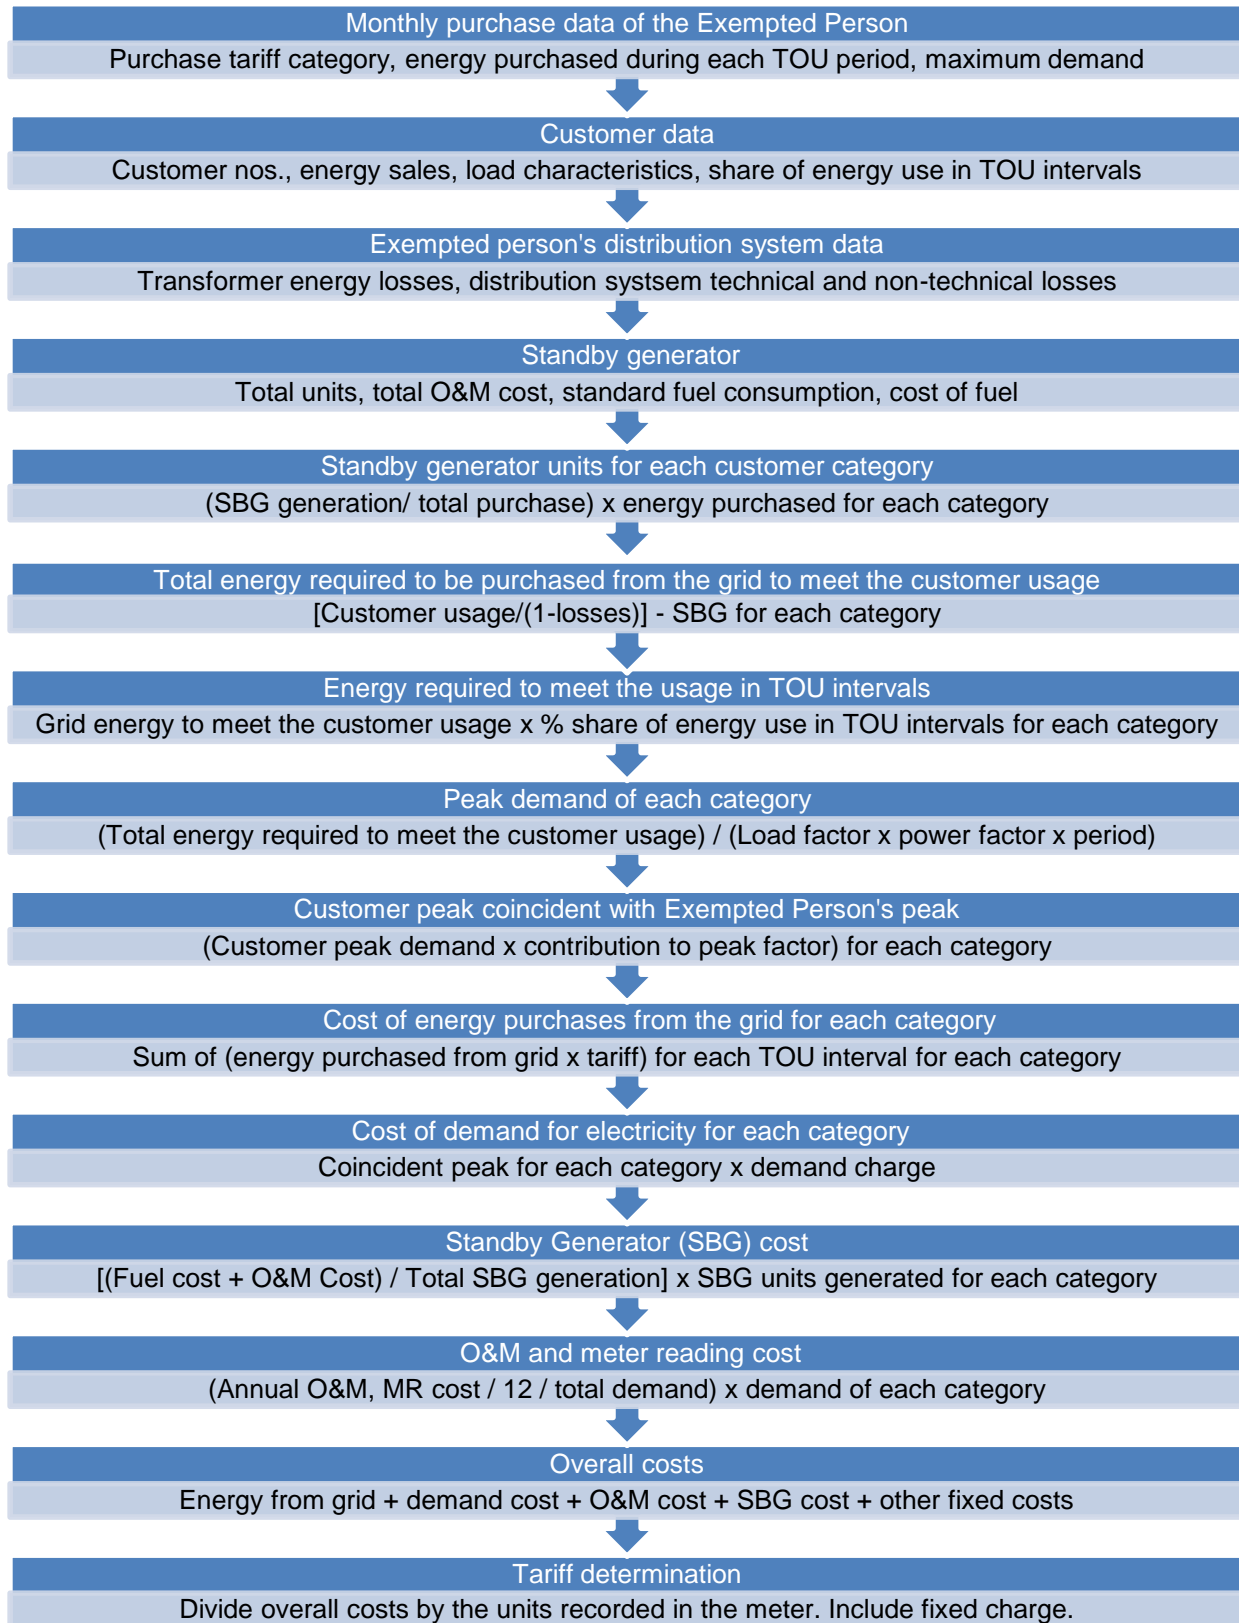 Monthly purchase data of the Exempted Person
Purchase tariff category, energy purchased during each TOU period, maximum demand
Customer data
Customer nos., energy sales, load characteristics, share of energy use in TOU intervals
Exempted person's distribution system data
Transformer energy losses, distribution systsem technical and non-technical losses
Standby generator
Total units, total O&M cost, standard fuel consumption, cost of fuel
Standby generator units for each customer category
(SBG generation/ total purchase) x energy purchased for each category
Total energy required to be purchased from the grid to meet the customer usage
[Customer usage/(1-losses)] - SBG for each category
Energy required to meet the usage in TOU intervals
Grid energy to meet the customer usage x % share of energy use in TOU intervals for each category
Peak demand of each category
(Total energy required to meet the customer usage) / (Load factor x power factor x period)
Customer peak coincident with Exempted Person's peak
(Customer peak demand x contribution to peak factor) for each category
Cost of energy purchases from the grid for each category
Sum of (energy purchased from grid x tariff) for each TOU interval for each category
Cost of demand for electricity for each category
Coincident peak for each category x demand charge
Standby Generator (SBG) cost
[(Fuel cost + O&M Cost) / Total SBG generation] x SBG units generated for each category
O&M and meter reading cost
(Annual O&M, MR cost / 12 / total demand) x demand of each category
Overall costs
Energy from grid + demand cost + O&M cost + SBG cost + other fixed costs
Tariff determination
Divide overall costs by the units recorded in the meter. Include fixed charge.